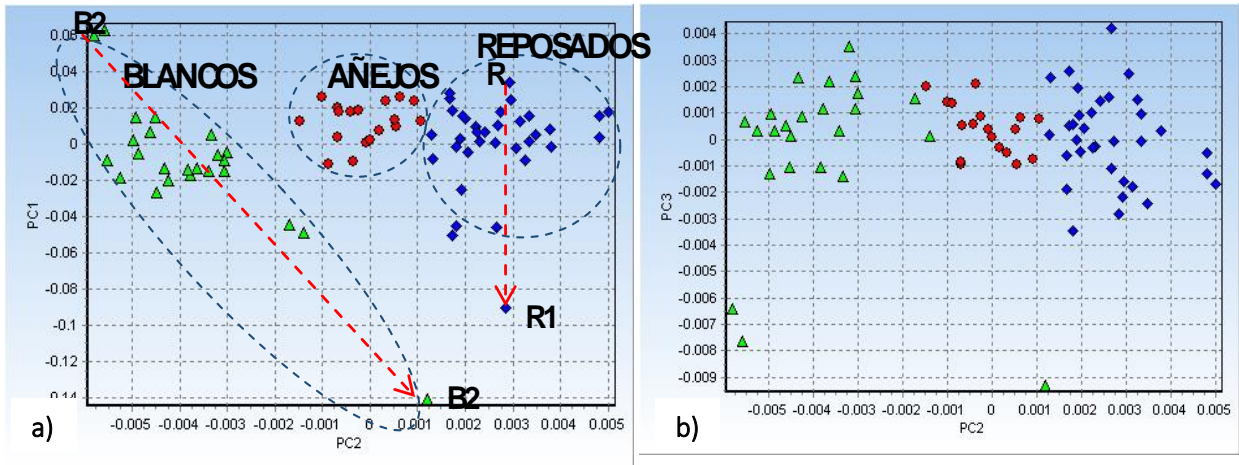 B2
BLANCOS
AÑEJOS
REPOSADOS
R
R1
B2
0.06
0.04
0.02
0
-0.02
-0.04
-0.06
-0.08
-0.1
-0.12
0.14
PC1
-0.005 -0.004 -0.003 -0.002 -0.001 0 0.001 0.002 0.003 0.004 0.005
PC2
a)
0.004
0.003
0.002
0.001
0
-0.001
-0.002
-0.003
-0.004
-0.005
-0.006
-0.007
-0.008
-0.009
PC3
-0.005 -0.004 -0.003 -0.002 -0.001 0 0.001 0.002 0.003 0.004 0.005
PC2
b)